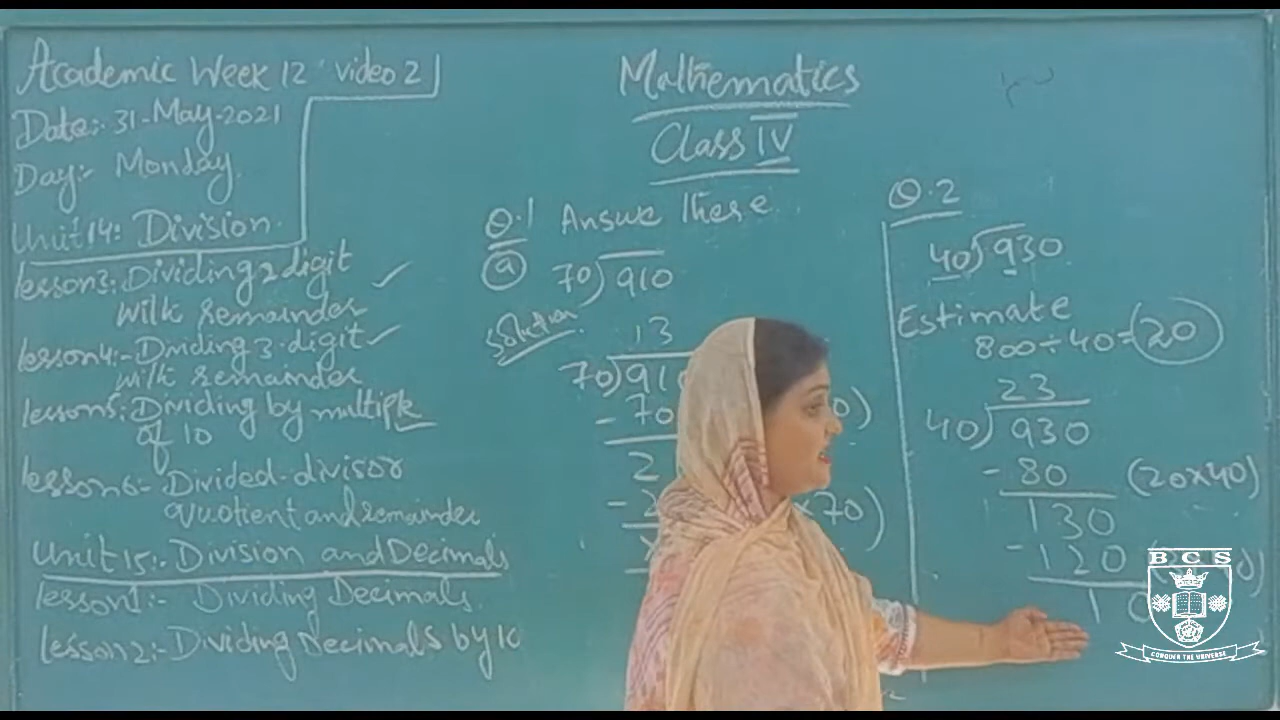 Academic Week 12 video 2
Date:- 31-May-2021
Day:- Monday
Unit 14: Division
lesson3: Dividing 2 digit
with remainder
lesson4:- Dividing 3-digit
with remainder
lesson5: Dividing by multiple
of 10
lesson6:- Divided-divisor
quotient and remainder
Unit 15:- Division and Decimals
lesson1:- Dividing Decimals
lesson2:- Dividing Decimals by 10
Mathematics
Class IV
Q.1 Answe These
(a) 70)910
Solution
13
70)910
- 70
2
- 2
×70)
Q.2
40)930
Estimate
800÷40=20
23
40)930
- 80 (20×40)
130
- 120
10
BCS
CONQUER THE UNIVERSE